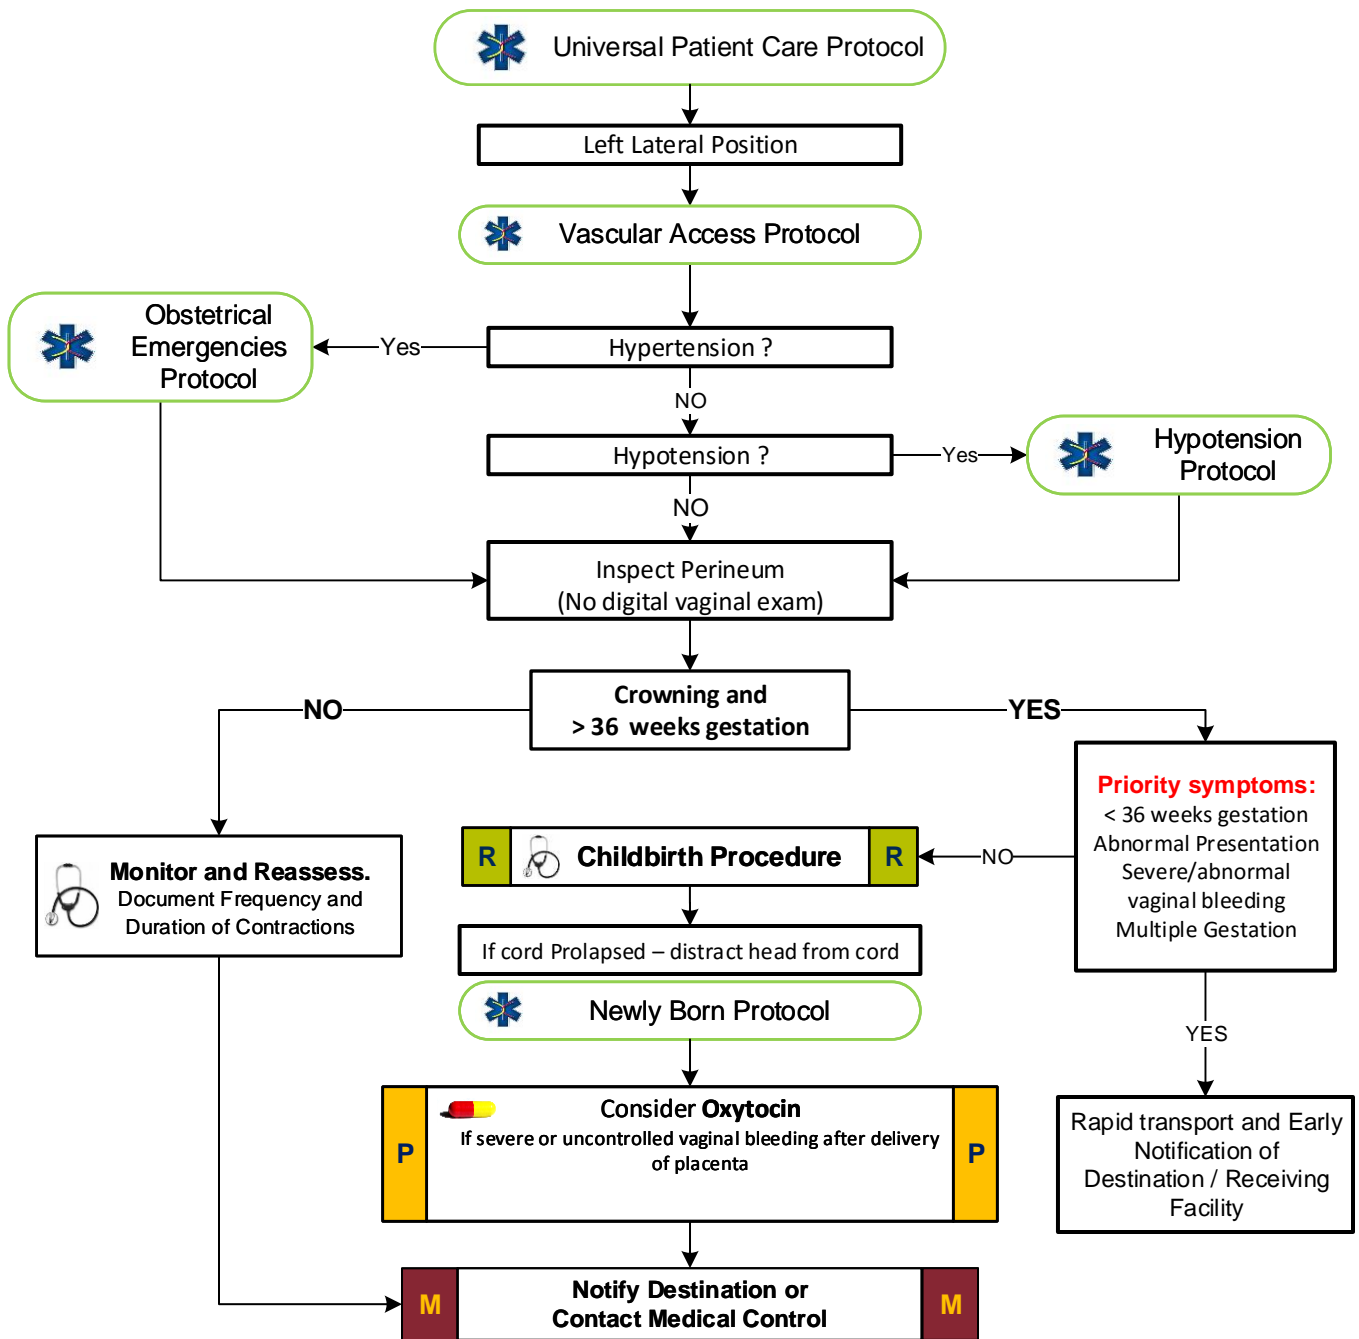 Universal Patient Care Protocol
Left Lateral Position
Vascular Access Protocol
Obstetrical
Emergencies
Protocol
Yes
Hypertension ?
NO
Hypotension ?
Yes
Hypotension
Protocol
NO
Inspect Perineum
(No digital vaginal exam)
Crowning and
> 36 weeks gestation
NO
YES
Priority symptoms:
< 36 weeks gestation
Abnormal Presentation
Severe/abnormal
vaginal bleeding
Multiple Gestation
Monitor and Reassess.
Document Frequency and
Duration of Contractions
R
Childbirth Procedure
R
NO
If cord Prolapsed – distract head from cord
Newly Born Protocol
YES
P
Consider Oxytocin
If severe or uncontrolled vaginal bleeding after delivery
of placenta
P
Rapid transport and Early
Notification of
Destination / Receiving
Facility
M
Notify Destination or
Contact Medical Control
M